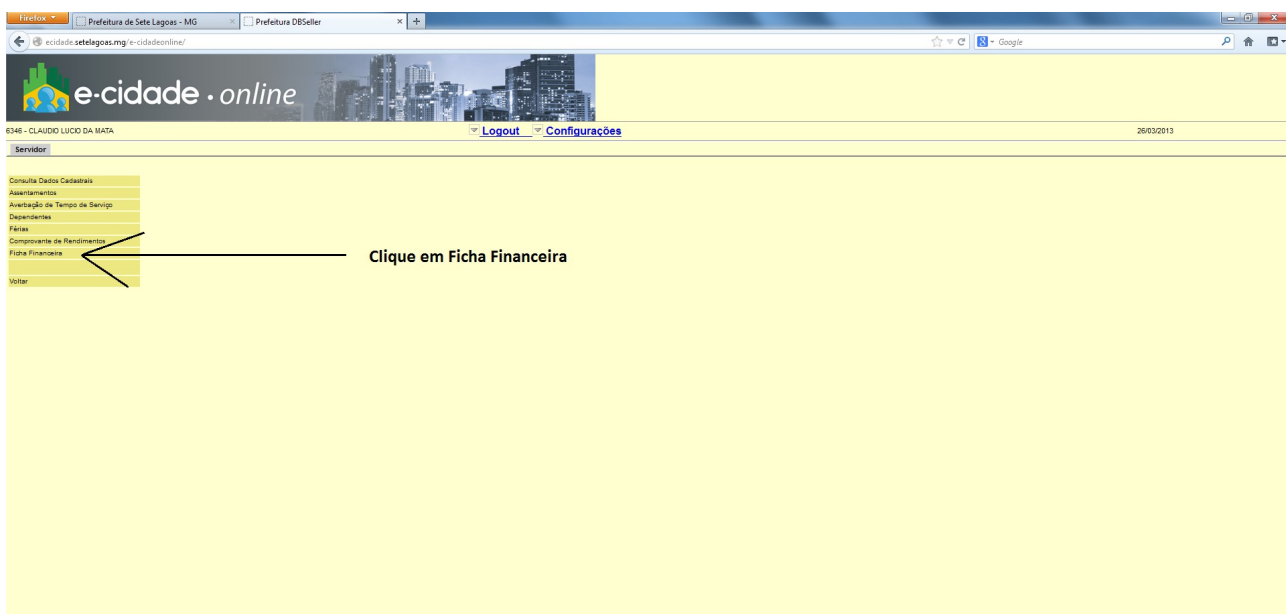 Firefox
Prefeitura de Sete Lagoas - MG
Prefeitura DBSeller
ecidade.setelagoas.mg/e-cidadeonline/
Google
e-cidade • online
6346 - CLAUDIO LUCIO DA MATA
Logout
Configurações
26/03/2013
Servidor
Consulta Dados Cadastrais
Assentamentos
Averbação de Tempo de Serviço
Dependentes
Férias
Comprovante de Rendimentos
Ficha Financeira
Clique em Ficha Financeira
Voltar